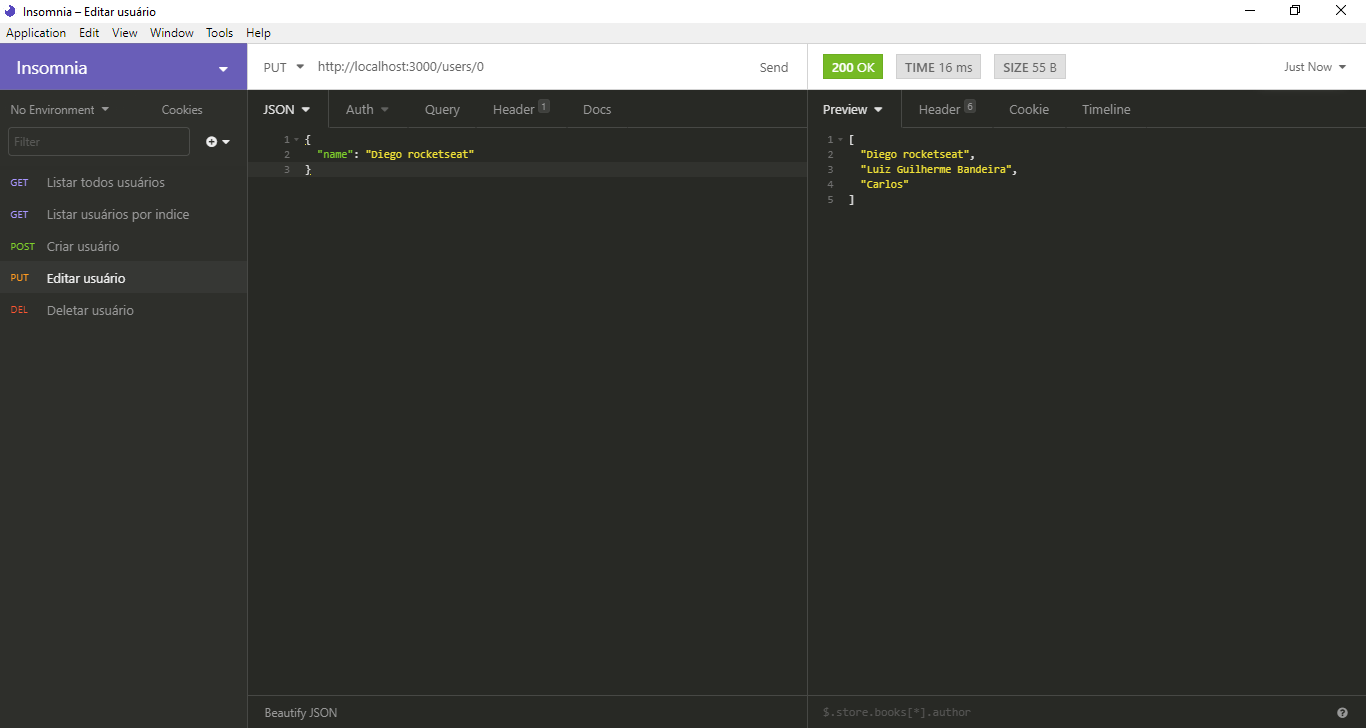 Insomnia – Editar usuário
Application Edit View Window Tools Help
Insomnia
PUT http://localhost:3000/users/0 Send
200 OK TIME 16 ms SIZE 55 B Just Now
No Environment Cookies
Filter
GET Listar todos usuários
GET Listar usuários por indice
POST Criar usuário
PUT Editar usuário
DEL Deletar usuário
JSON Auth Query Header 1 Docs
1 {
2 "name": "Diego rocketseat"
3 }
Beautify JSON
Preview Header 6 Cookie Timeline
1 [
2 "Diego rocketseat",
3 "Luiz Guilherme Bandeira",
4 "Carlos"
5 ]
$.store.books[*].author